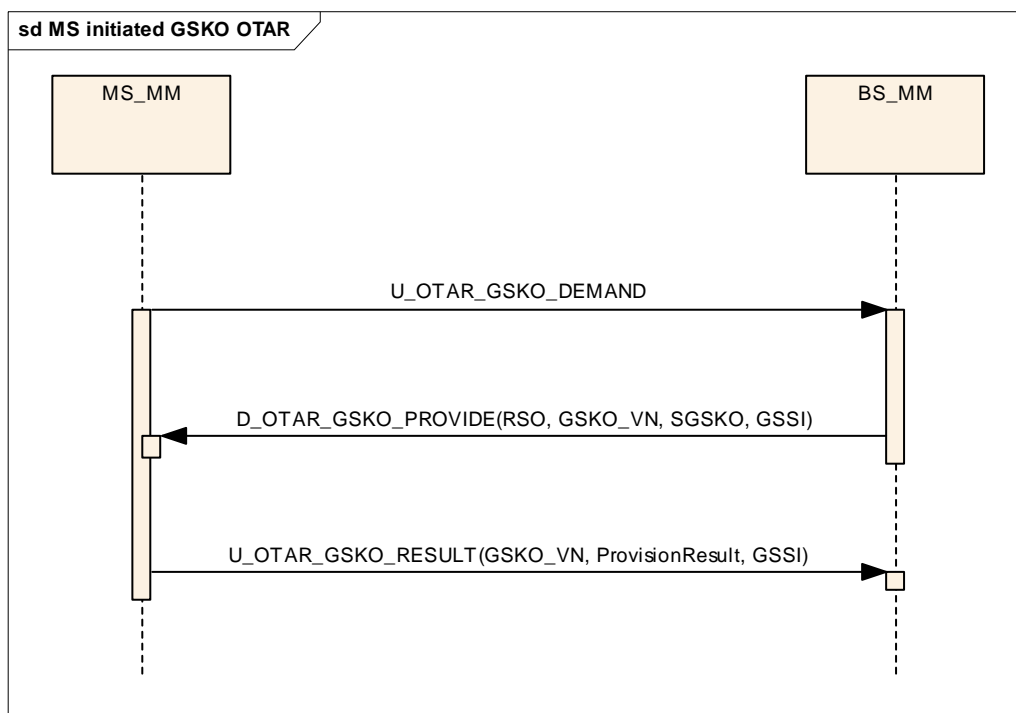 sd MS initiated GSKO OTAR
MS_MM
BS_MM
U_OTAR_GSKO_DEMAND
D_OTAR_GSKO_PROVIDE(RSO, GSKO_VN, SGSKO, GSSI)
U_OTAR_GSKO_RESULT(GSKO_VN, ProvisionResult, GSSI)